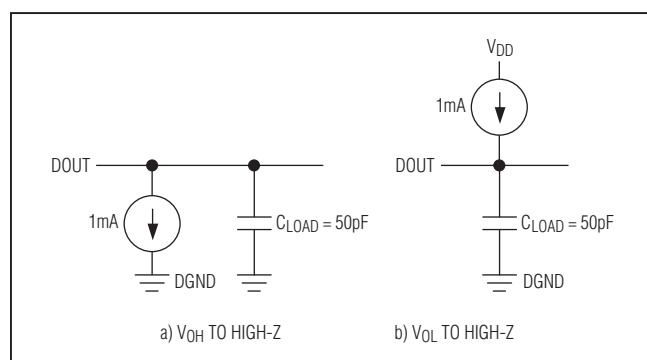 DOUT
1mA
DGND
CLOAD = 50pF
a) VOH TO HIGH-Z
VDD
1mA
DOUT
CLOAD = 50pF
DGND
b) VOL TO HIGH-Z